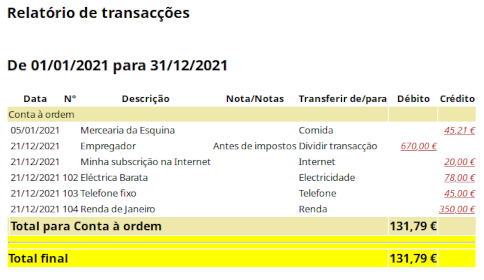 Relatório de transacções
De 01/01/2021 para 31/12/2021
Data Nº Descrição Nota/Notas Transferir de/para Débito Crédito
Conta à ordem
05/01/2021 Mercearia da Esquina Comida 45,21 €
21/12/2021 Empregador Antes de impostos Dividir transacção 670,00 €
21/12/2021 Minha subscrição na Internet Internet 20,00 €
21/12/2021 102 Eléctrica Barata Electricidade 78,00 €
21/12/2021 103 Telefone fixo Telefone 45,00 €
21/12/2021 104 Renda de Janeiro Renda 350,00 €
Total para Conta à ordem 131,79 €
Total final 131,79 €